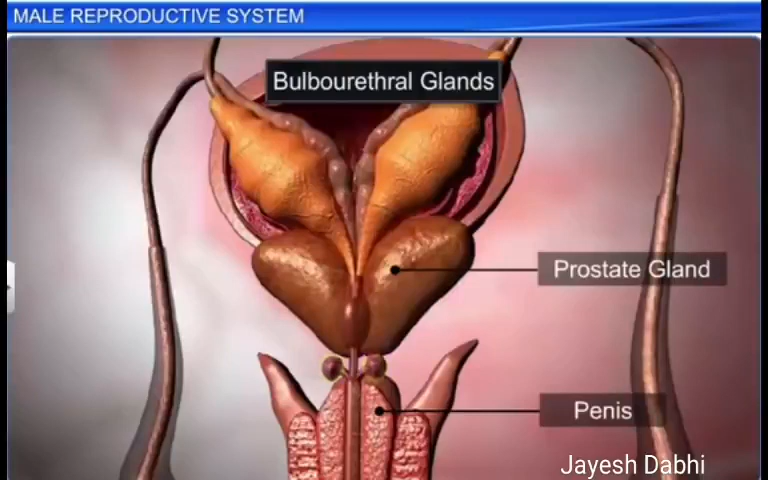 MALE REPRODUCTIVE SYSTEM
Bulbourethral Glands
Prostate Gland
Penis
Jayesh Dabhi